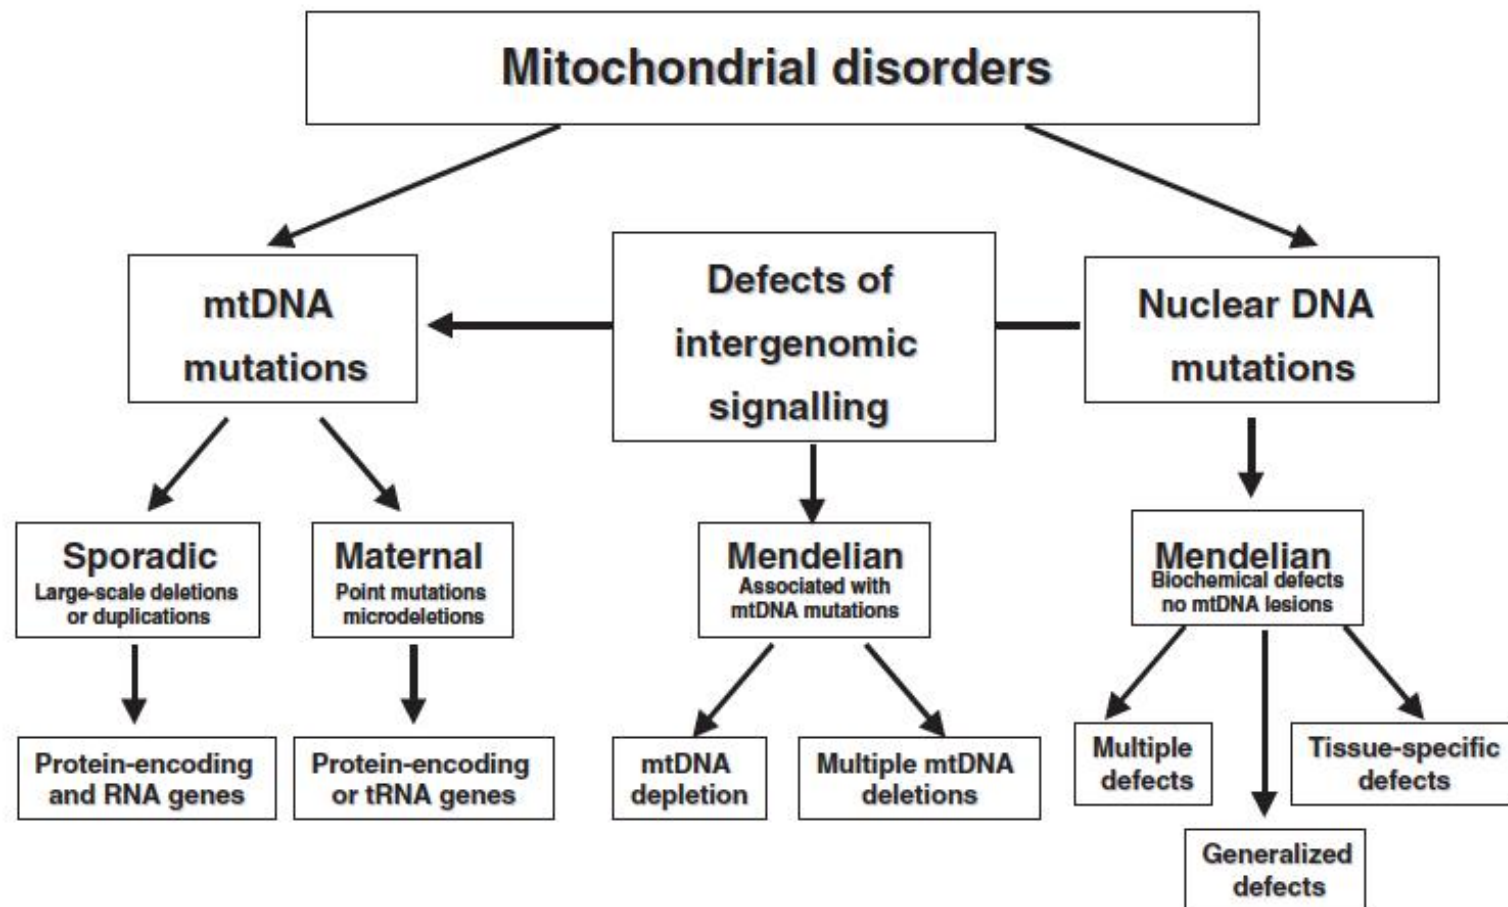 Mitochondrial disorders
mtDNA
mutations
Defects of
intergenomic
signalling
Nuclear DNA
mutations
Sporadic
Large-scale deletions
or duplications
Maternal
Point mutations
microdeletions
Mendelian
Associated with
mtDNA mutations
Mendelian
Biochemical defects
no mtDNA lesions
Protein-encoding
and RNA genes
Protein-encoding
or tRNA genes
mtDNA
depletion
Multiple mtDNA
deletions
Multiple
defects
Generalized
defects
Tissue-specific
defects